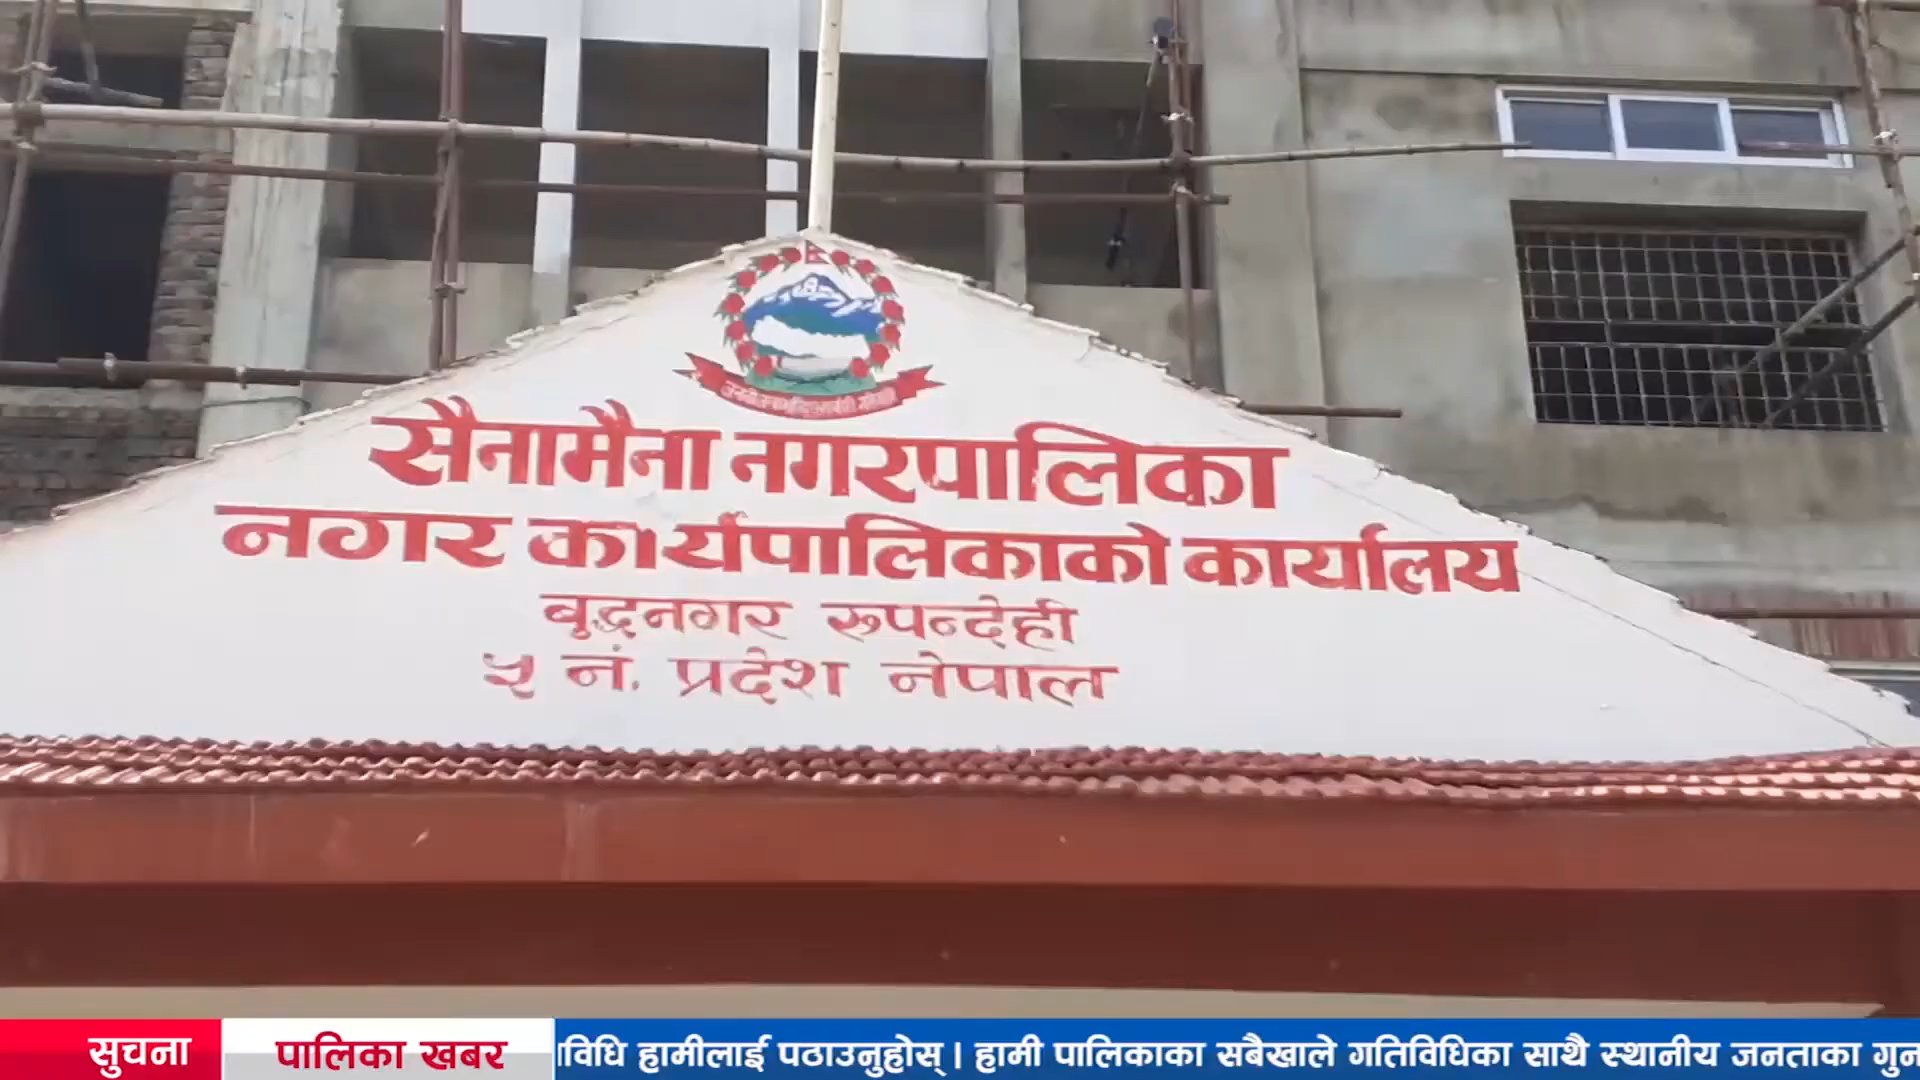 सैनामैना नगरपालिका
नगर कार्यपालिकाको कार्यालय
बुद्धनगर रुपन्देही
५ नं. प्रदेश नेपाल
सुचना
पालिका खबर
हामीलाई पठाउनुहोस् । हामी पालिकाका सबैखाले गतिविधिका साथै स्थानीय जनताका